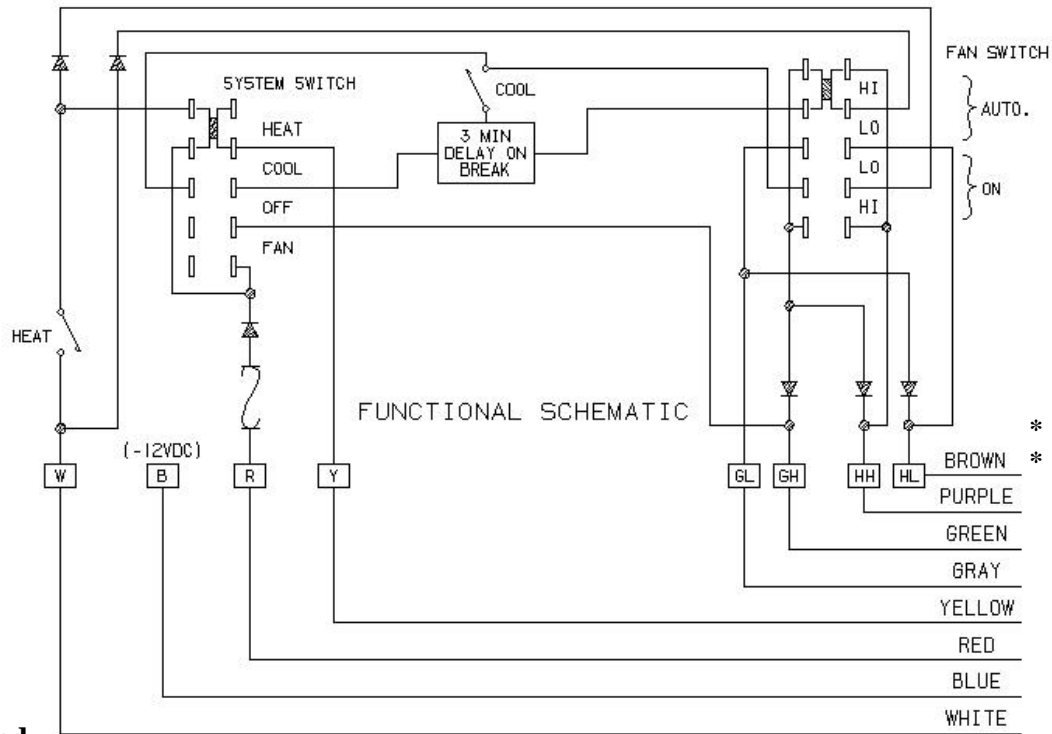 FAN SWITCH
SYSTEM SWITCH
COOL
HI
AUTO.
HEAT
3 MIN
DELAY ON
BREAK
LO
COOL
LO
ON
OFF
HI
FAN
HEAT
FUNCTIONAL SCHEMATIC
*
(-12VDC)
*
W
B
R
Y
GL
GH
HH
HL
BROWN
PURPLE
GREEN
GRAY
YELLOW
RED
BLUE
WHITE